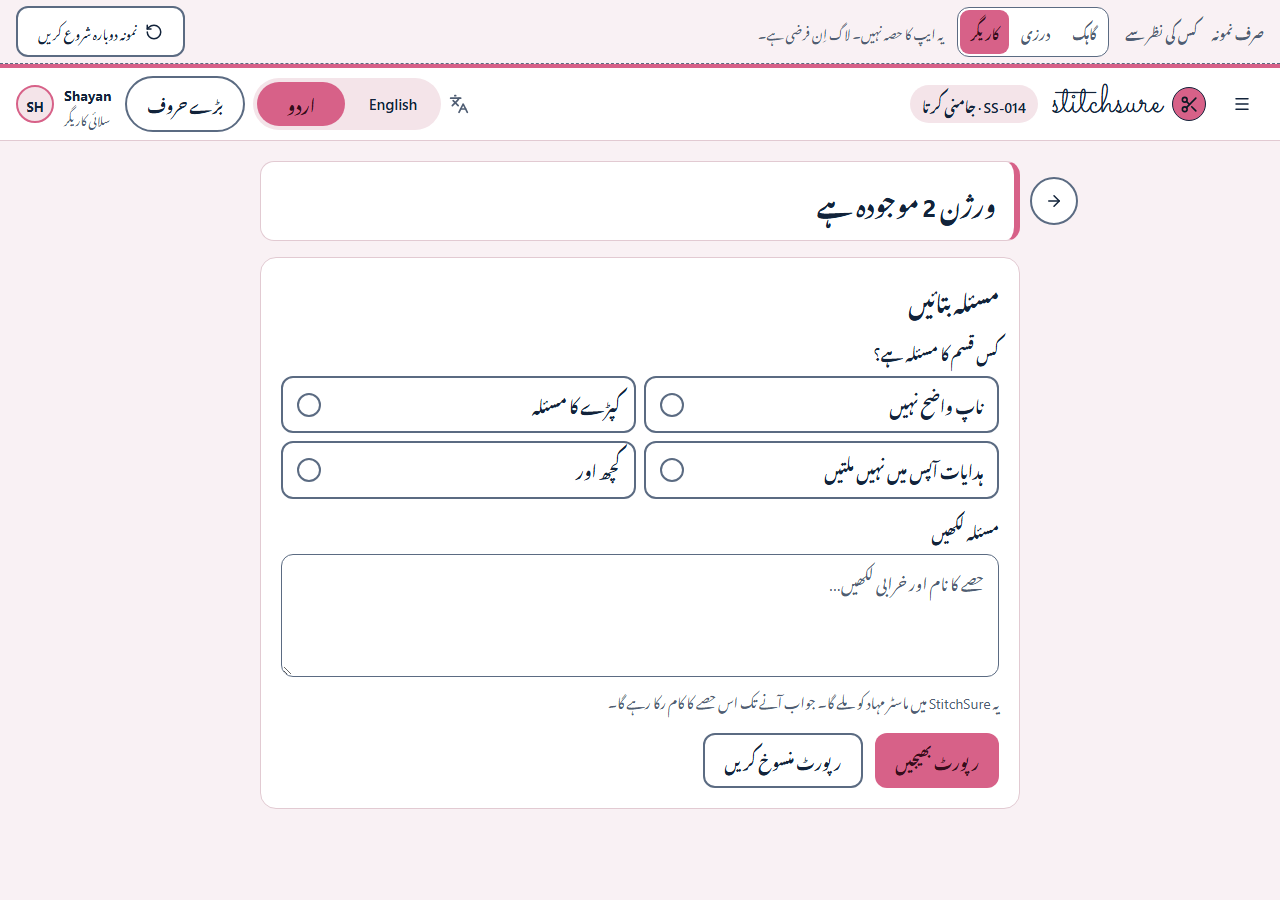 صرف نمونہ کس کی نظر سے گاہک درزی کاریگر یہ ایپ کا حصہ نہیں۔ لاگ اِن فرضی ہے۔ نمونہ دوبارہ شروع کریں
stitchsure SS-014 · جامنی کرتا English اردو بڑے حروف Shayan SH
سلائی کاریگر
ورژن 2 موجودہ ہے
مسئلہ بتائیں
کس قسم کا مسئلہ ہے؟
ناپ واضح نہیں کپڑے کا مسئلہ
ہدایات آپس میں نہیں ملتیں کچھ اور
مسئلہ لکھیں
حصے کا نام اور خرابی لکھیں...
یہ StitchSure میں ماسٹر مہاد کو ملے گا۔ جواب آنے تک اس حصے کا کام رکا رہے گا۔
رپورٹ بھیجیں رپورٹ منسوخ کریں